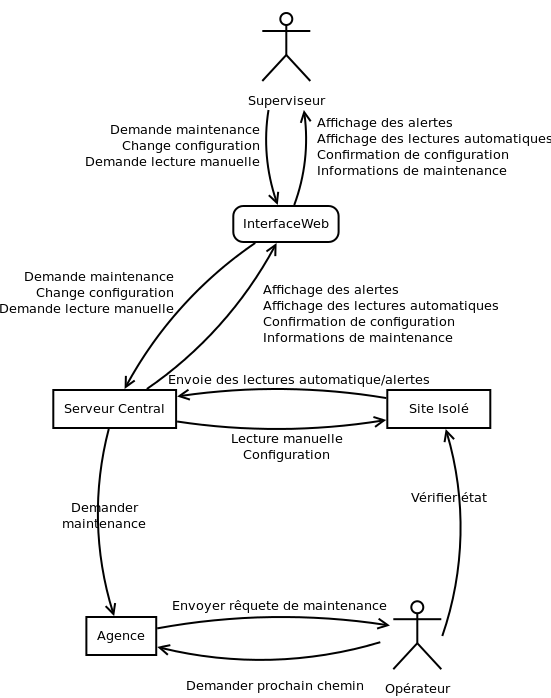 Superviseur
Demande maintenance
Change configuration
Demande lecture manuelle
Affichage des alertes
Affichage des lectures automatiques
Confirmation de configuration
Informations de maintenance
InterfaceWeb
Demande maintenance
Change configuration
Demande lecture manuelle
Affichage des alertes
Affichage des lectures automatiques
Confirmation de configuration
Informations de maintenance
Envoie des lectures automatique/alertes
Serveur Central
Site Isolé
Lecture manuelle
Configuration
Demander
maintenance
Vérifier état
Envoyer rêquete de maintenance
Agence
Demander prochain chemin
Opérateur